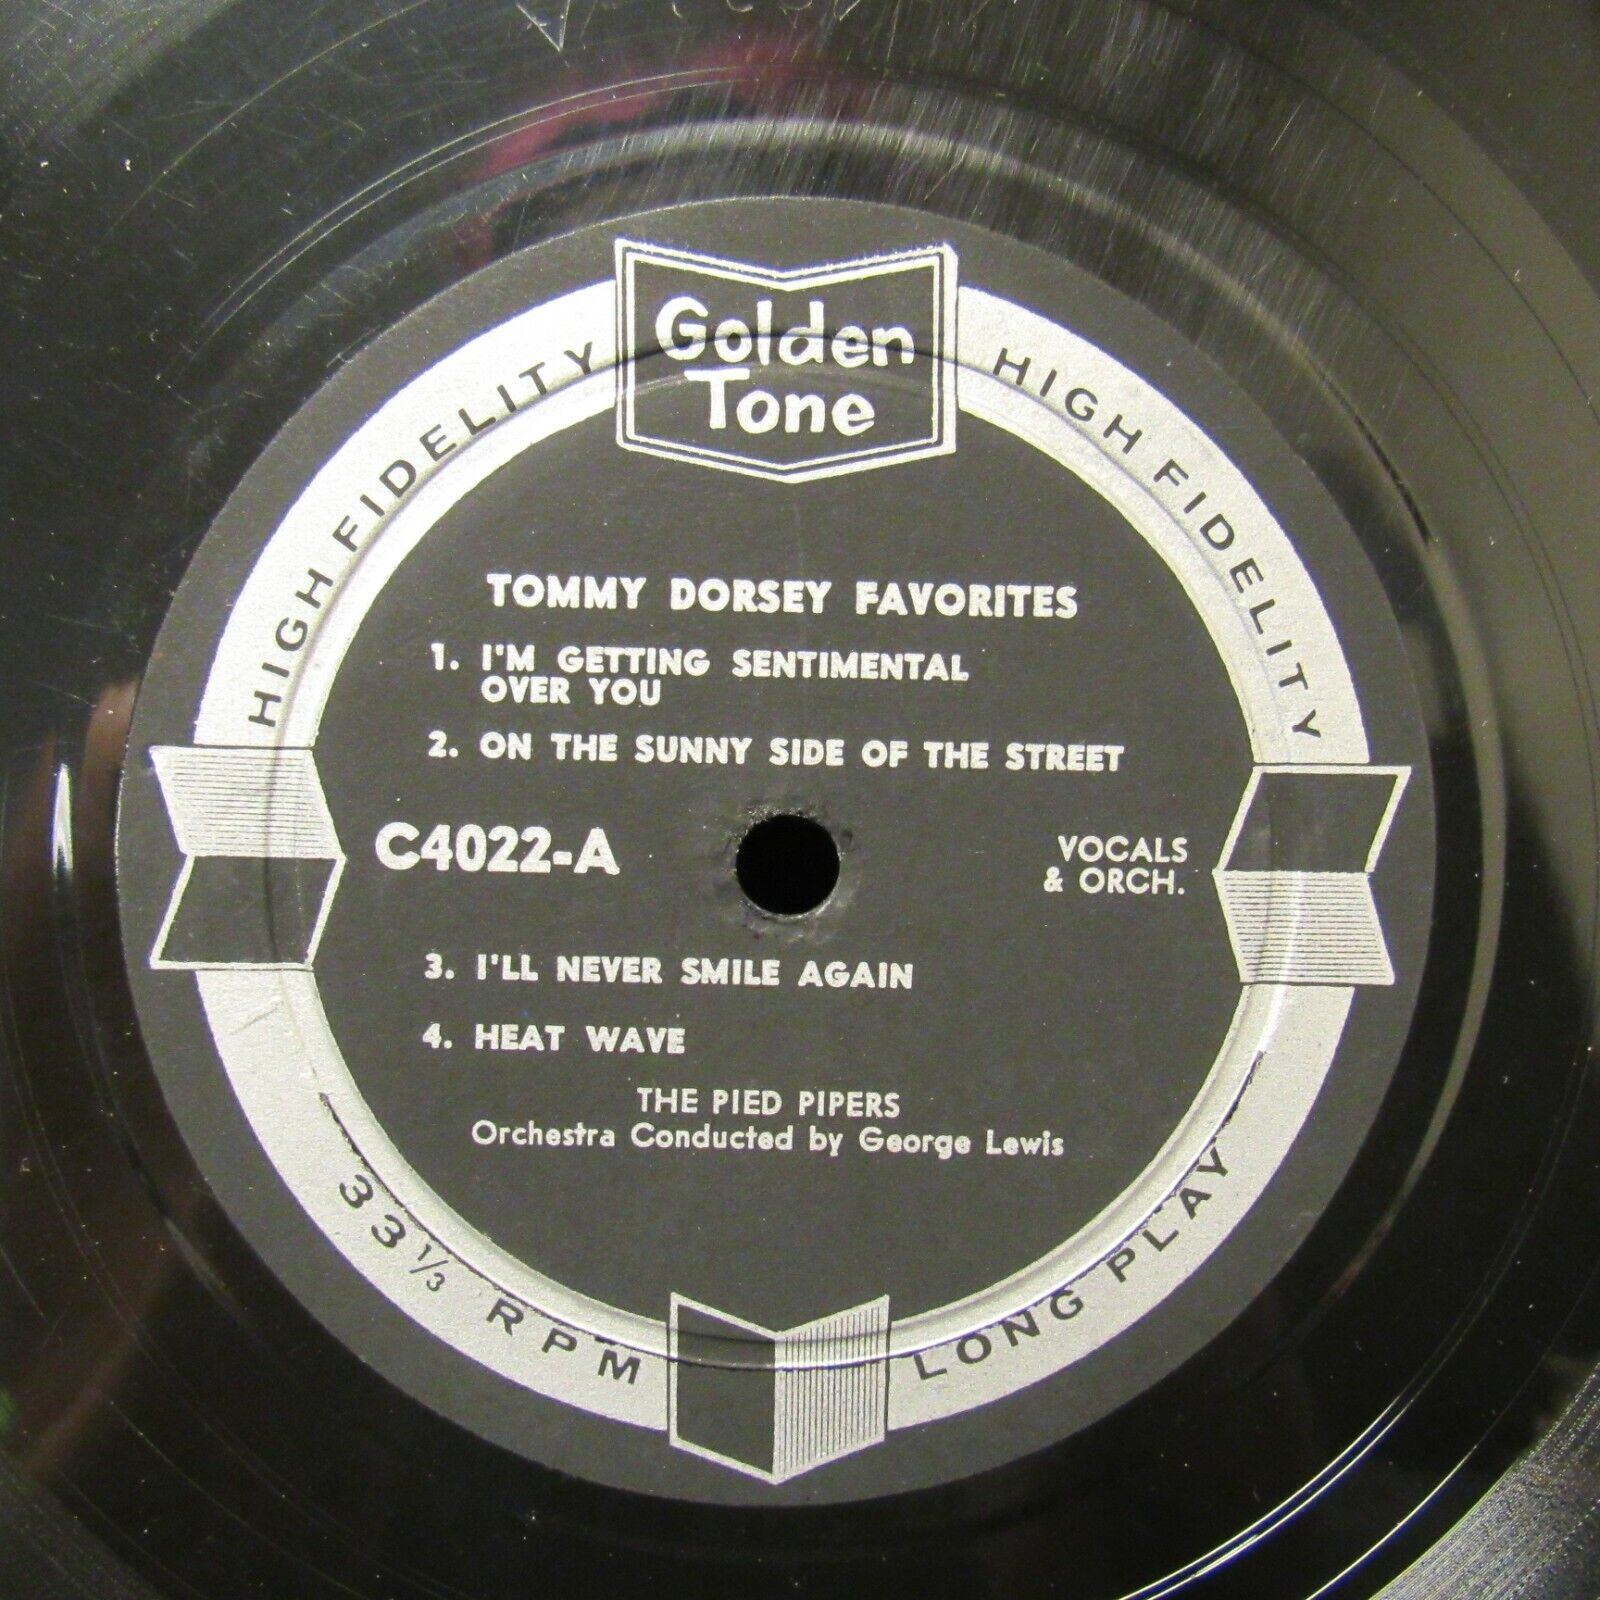 Golden
Tone
HIGH FIDELITY
HIGH FIDELITY
TOMMY DORSEY FAVORITES
1. I'M GETTING SENTIMENTAL
OVER YOU
2. ON THE SUNNY SIDE OF THE STREET
C4022-A
VOCALS
& ORCH.
3. I'LL NEVER SMILE AGAIN
4. HEAT WAVE
THE PIED PIPERS
Orchestra Conducted by George Lewis
33 1/3 RPM
LONG PLAY